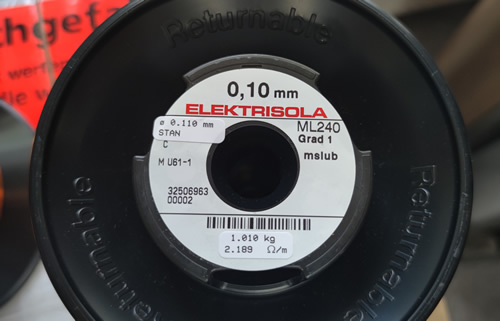 Returnable
0,10 mm
ELEKTRISOLA
ø 0.110 mm
STAN
ML240
C
Grad 1
M U61-1
mslub
32506963
00002
1.010 kg
2.189 Ω/m
Returnable
Returnable